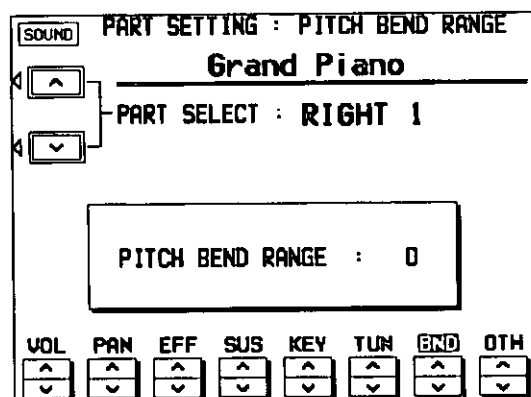 SOUND PART SETTING : PITCH BEND RANGE
Grand Piano
PART SELECT : RIGHT 1
PITCH BEND RANGE : 0
VOL PAN EFF SUS KEY TUN BND OTH